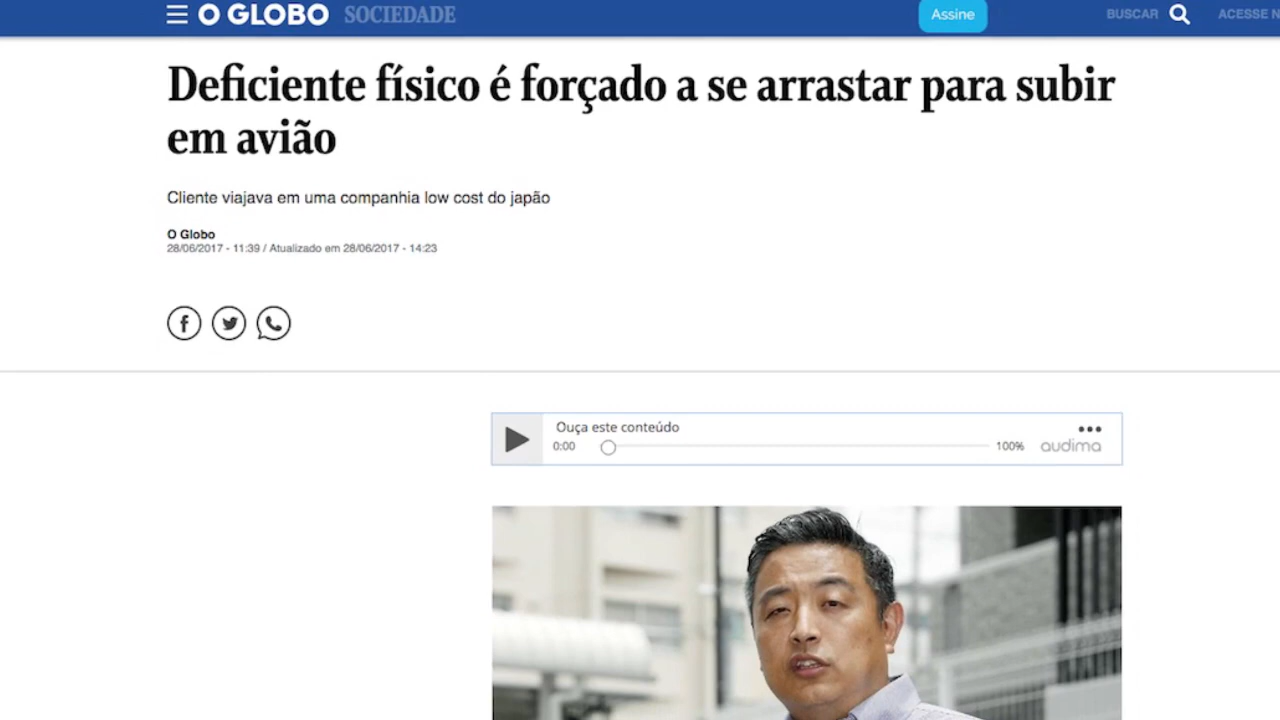 O GLOBO SOCIEDADE Assine BUSCAR ACESSE N
Deficiente físico é forçado a se arrastar para subir
em avião
Cliente viajava em uma companhia low cost do japão
O Globo
28/06/2017 - 11:39 / Atualizado em 28/06/2017 - 14:23
Ouça este conteúdo
0:00 100% audima